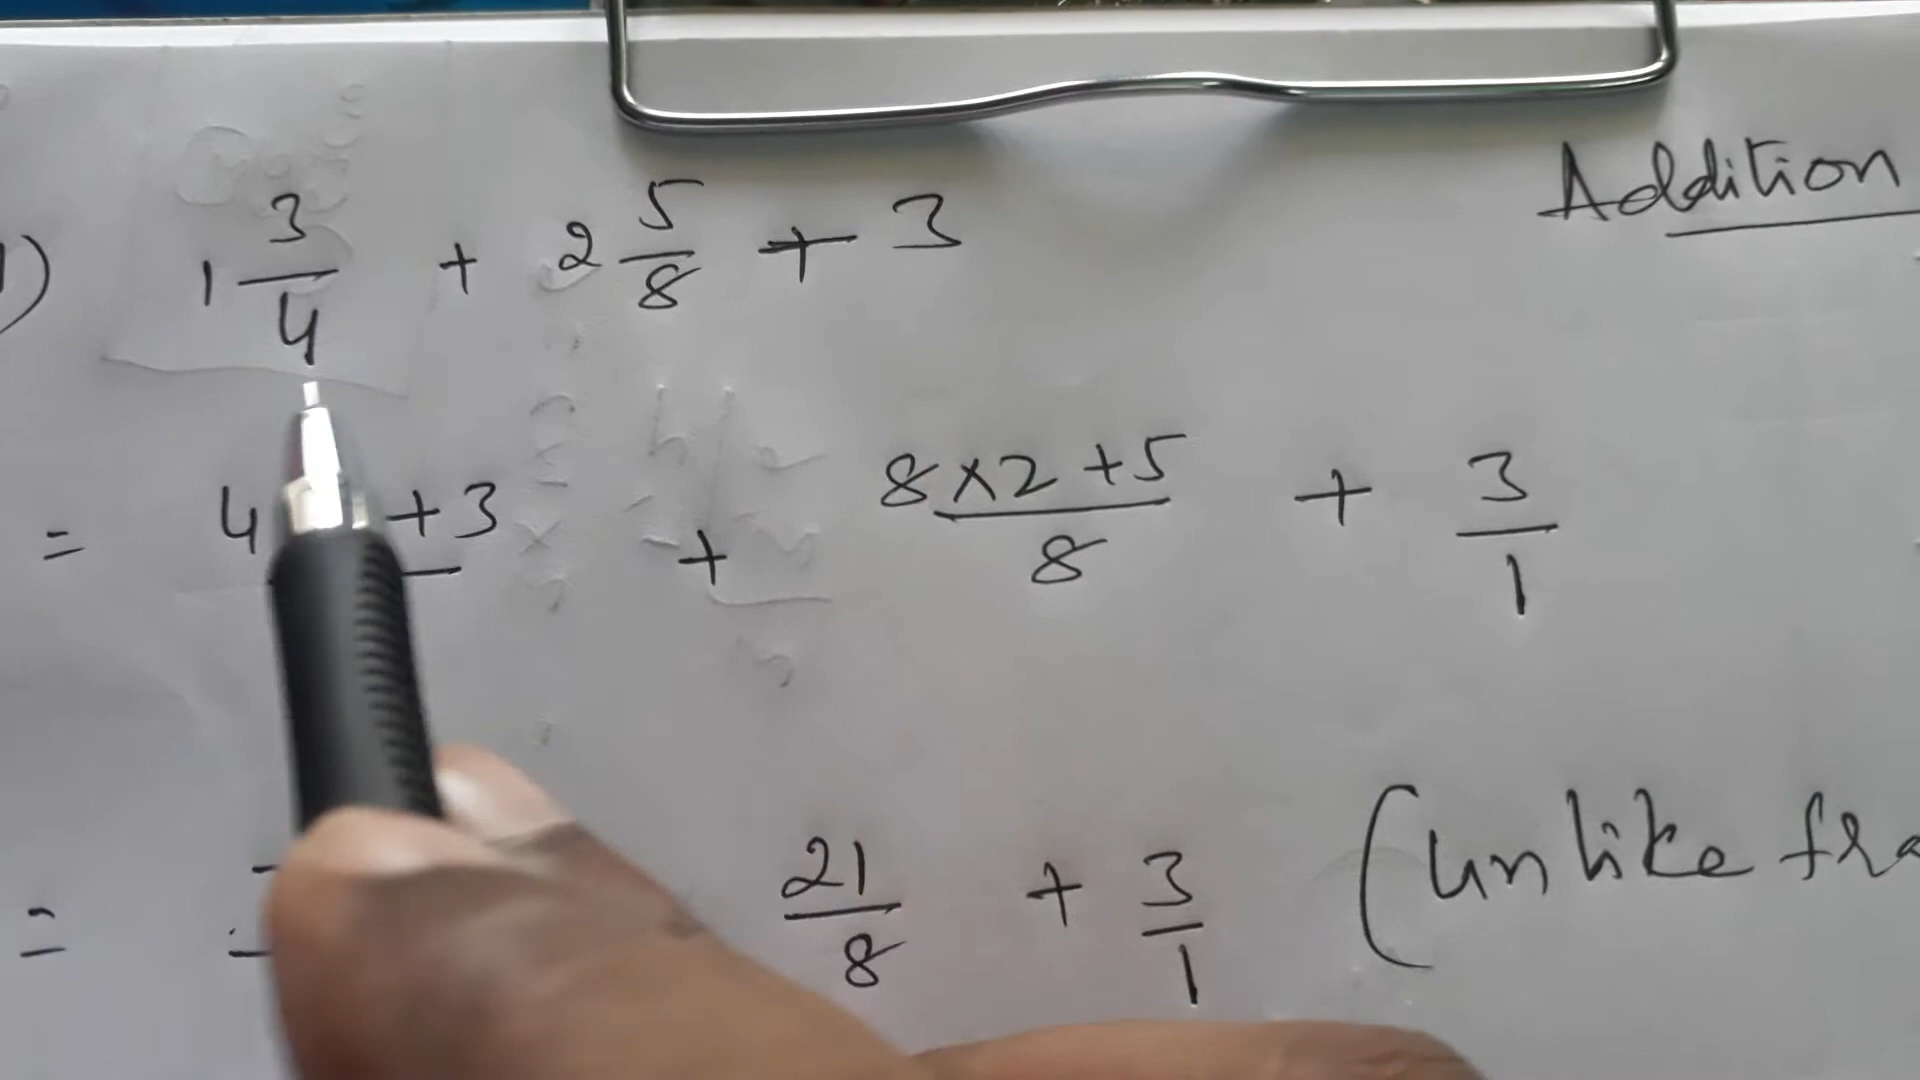 Addition
1) 1 3/4 + 2 5/8 + 3
= 4 +3 + 8×2+5/8 + 3/1
= 21/8 + 3/1 (unlike fra